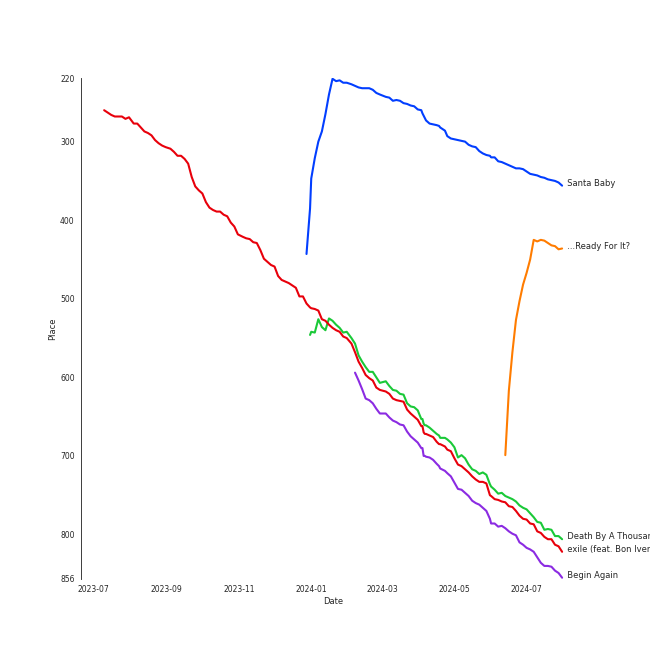 220
300
400
500
600
700
800
856
Place
2023-07
2023-09
2023-11
2024-01
2024-03
2024-05
2024-07
Date
Santa Baby
...Ready For It?
Death By A Thousan
exile (feat. Bon Iver
Begin Again